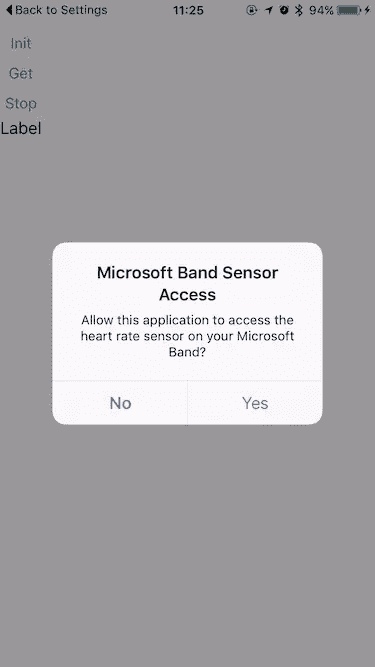 Back to Settings 11:25 94%
Init
Get
Stop
Label
Microsoft Band Sensor
Access
Allow this application to access the
heart rate sensor on your Microsoft
Band?
No Yes